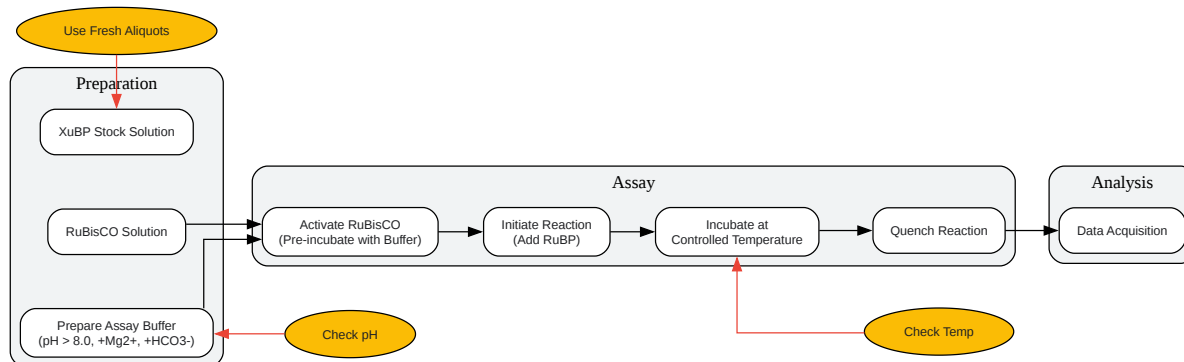 Use Fresh Aliquots
Preparation
XuBP Stock Solution
RuBisCO Solution
Prepare Assay Buffer
(pH > 8.0, +Mg2+, +HCO3-)
Check pH
Assay
Activate RuBisCO
(Pre-incubate with Buffer)
Initiate Reaction
(Add RuBP)
Incubate at
Controlled Temperature
Quench Reaction
Check Temp
Analysis
Data Acquisition